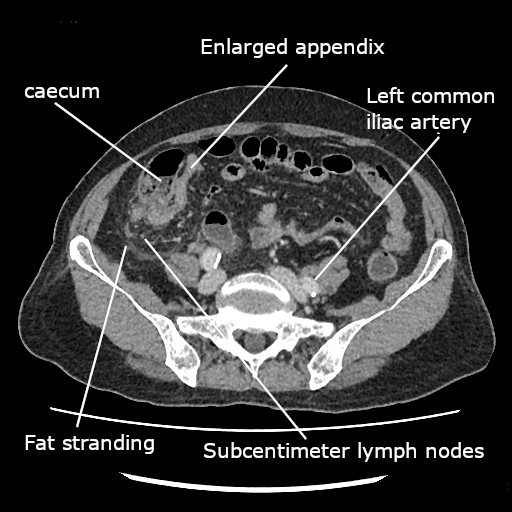 Enlarged appendix
caecum
Left common
iliac artery
Fat stranding
Subcentimeter lymph nodes